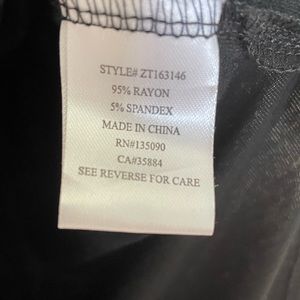 STYLE# ZT163146
95% RAYON
5% SPANDEX
MADE IN CHINA
RN#135090
CA#35884
SEE REVERSE FOR CARE